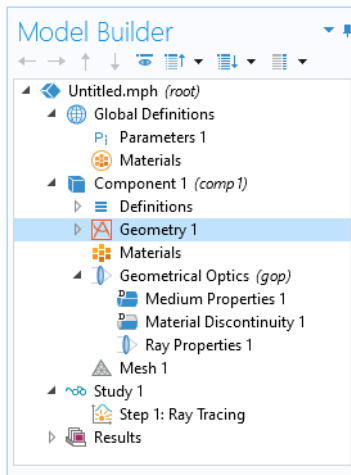 Model Builder
Untitled.mph (root)
Global Definitions
Pi Parameters 1
Materials
Component 1 (comp1)
Definitions
Geometry 1
Materials
Geometrical Optics (gop)
D Medium Properties 1
D Material Discontinuity 1
Ray Properties 1
Mesh 1
Study 1
Step 1: Ray Tracing
Results